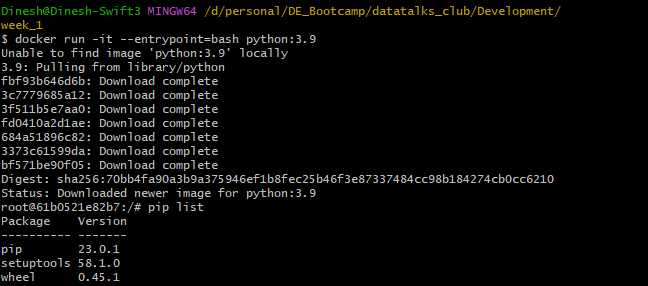 Dinesh@Dinesh-Swift3 MINGW64 /d/personal/DE_Bootcamp/datatalks_club/Development/
week_1
$ docker run -it --entrypoint=bash python:3.9
Unable to find image 'python:3.9' locally
3.9: Pulling from library/python
fbf93b646d6b: Download complete
3c7779685a12: Download complete
3f511b5e7aa0: Download complete
fd0410a2d1ae: Download complete
684a51896c82: Download complete
3373c61599da: Download complete
bf571be90f05: Download complete
Digest: sha256:70bb4fa90a3b9a375946ef1b8fec25b46f3e87337484cc98b184274cb0cc6210
Status: Downloaded newer image for python:3.9
root@61b0521e82b7:/# pip list
Package    Version
---------- -------
pip        23.0.1
setuptools 58.1.0
wheel      0.45.1